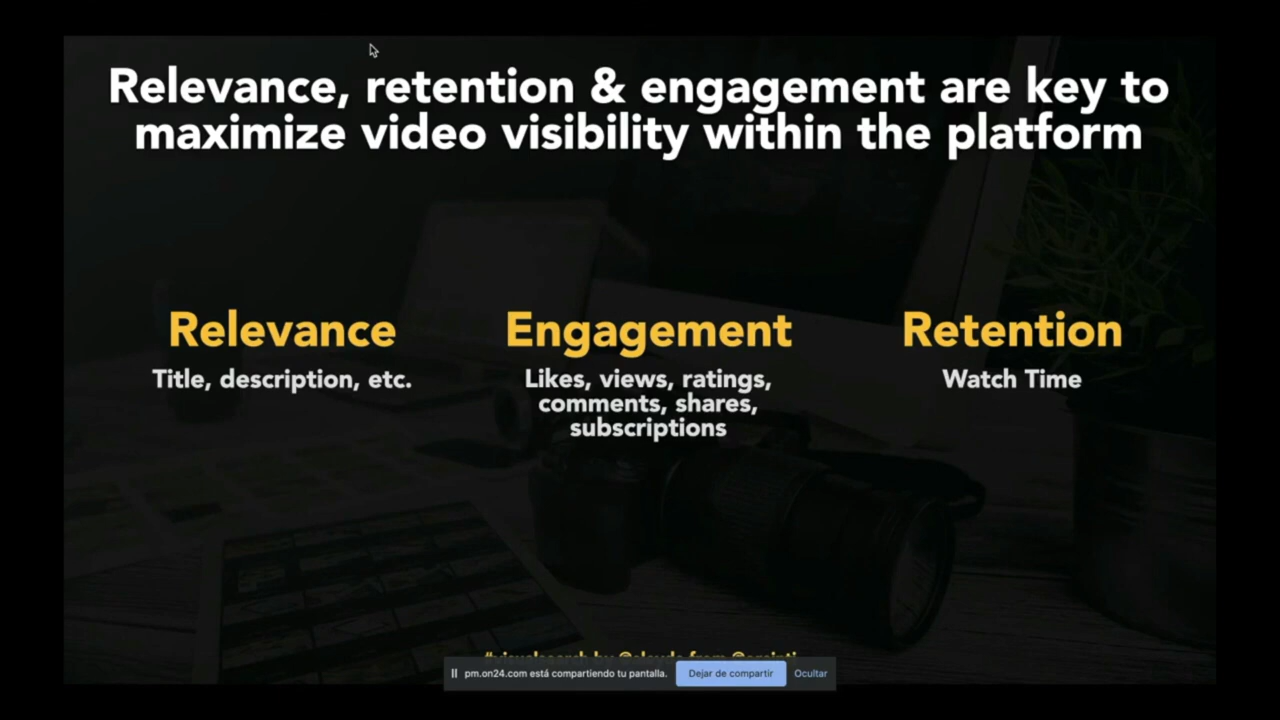 Relevance, retention & engagement are key to
maximize video visibility within the platform
Relevance
Engagement
Retention
Title, description, etc.
Likes, views, ratings,
comments, shares,
subscriptions
Watch Time
pm.on24.com está compartiendo tu pantalla.
Dejar de compartir
Ocultar